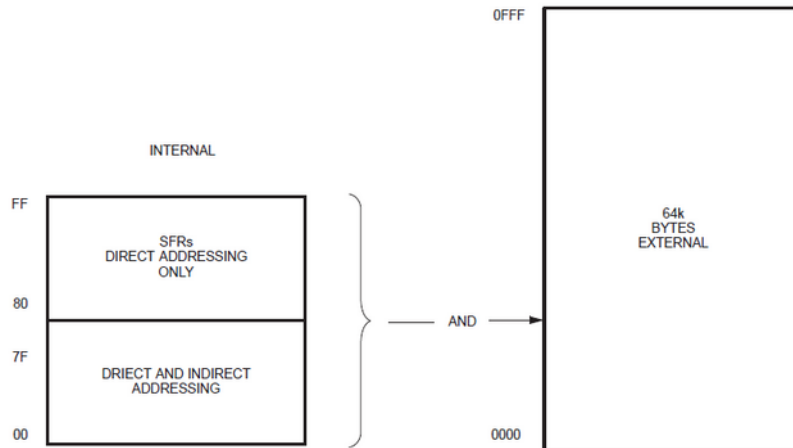 0FFF
INTERNAL
FF
SFRs
DIRECT ADDRESSING
ONLY
80
7F
DRIECT AND INDIRECT
ADDRESSING
00
AND
64k
BYTES
EXTERNAL
0000